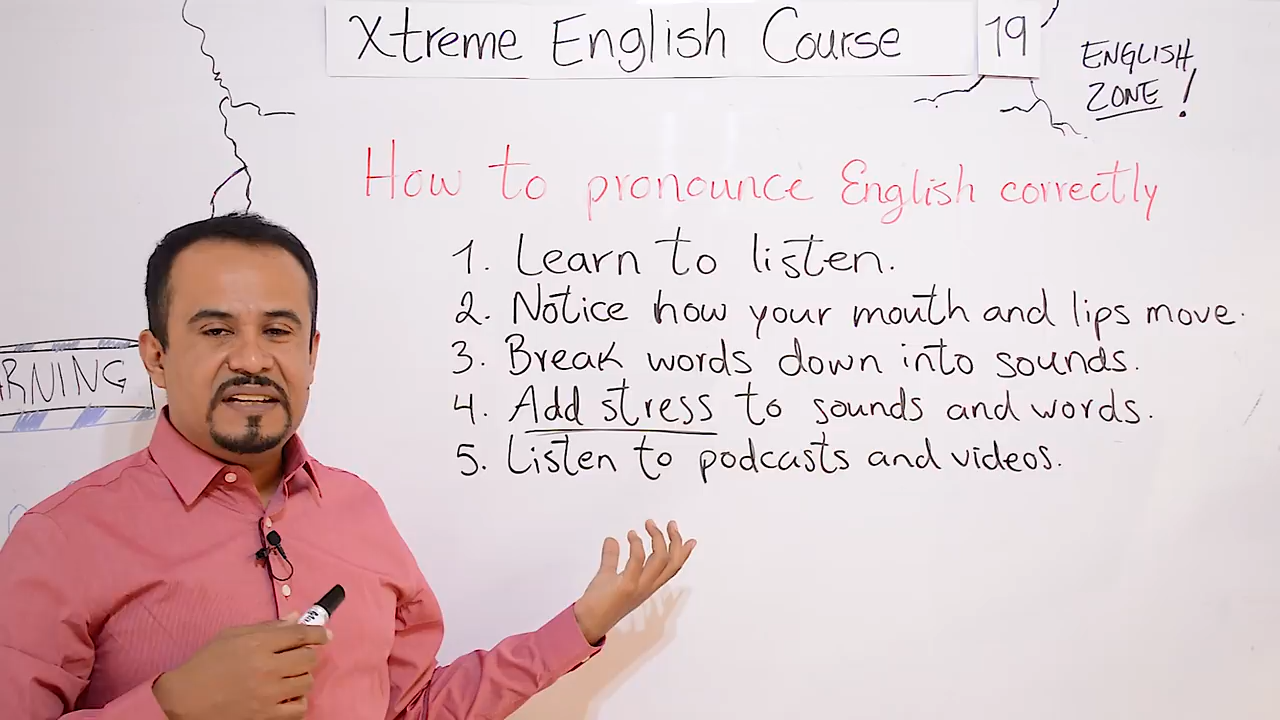 Xtreme English Course 19
ENGLISH
ZONE!
How to pronounce English correctly
1. Learn to listen.
2. Notice how your mouth and lips move.
3. Break words down into sounds.
4. Add stress to sounds and words.
5. Listen to podcasts and videos.
RNING